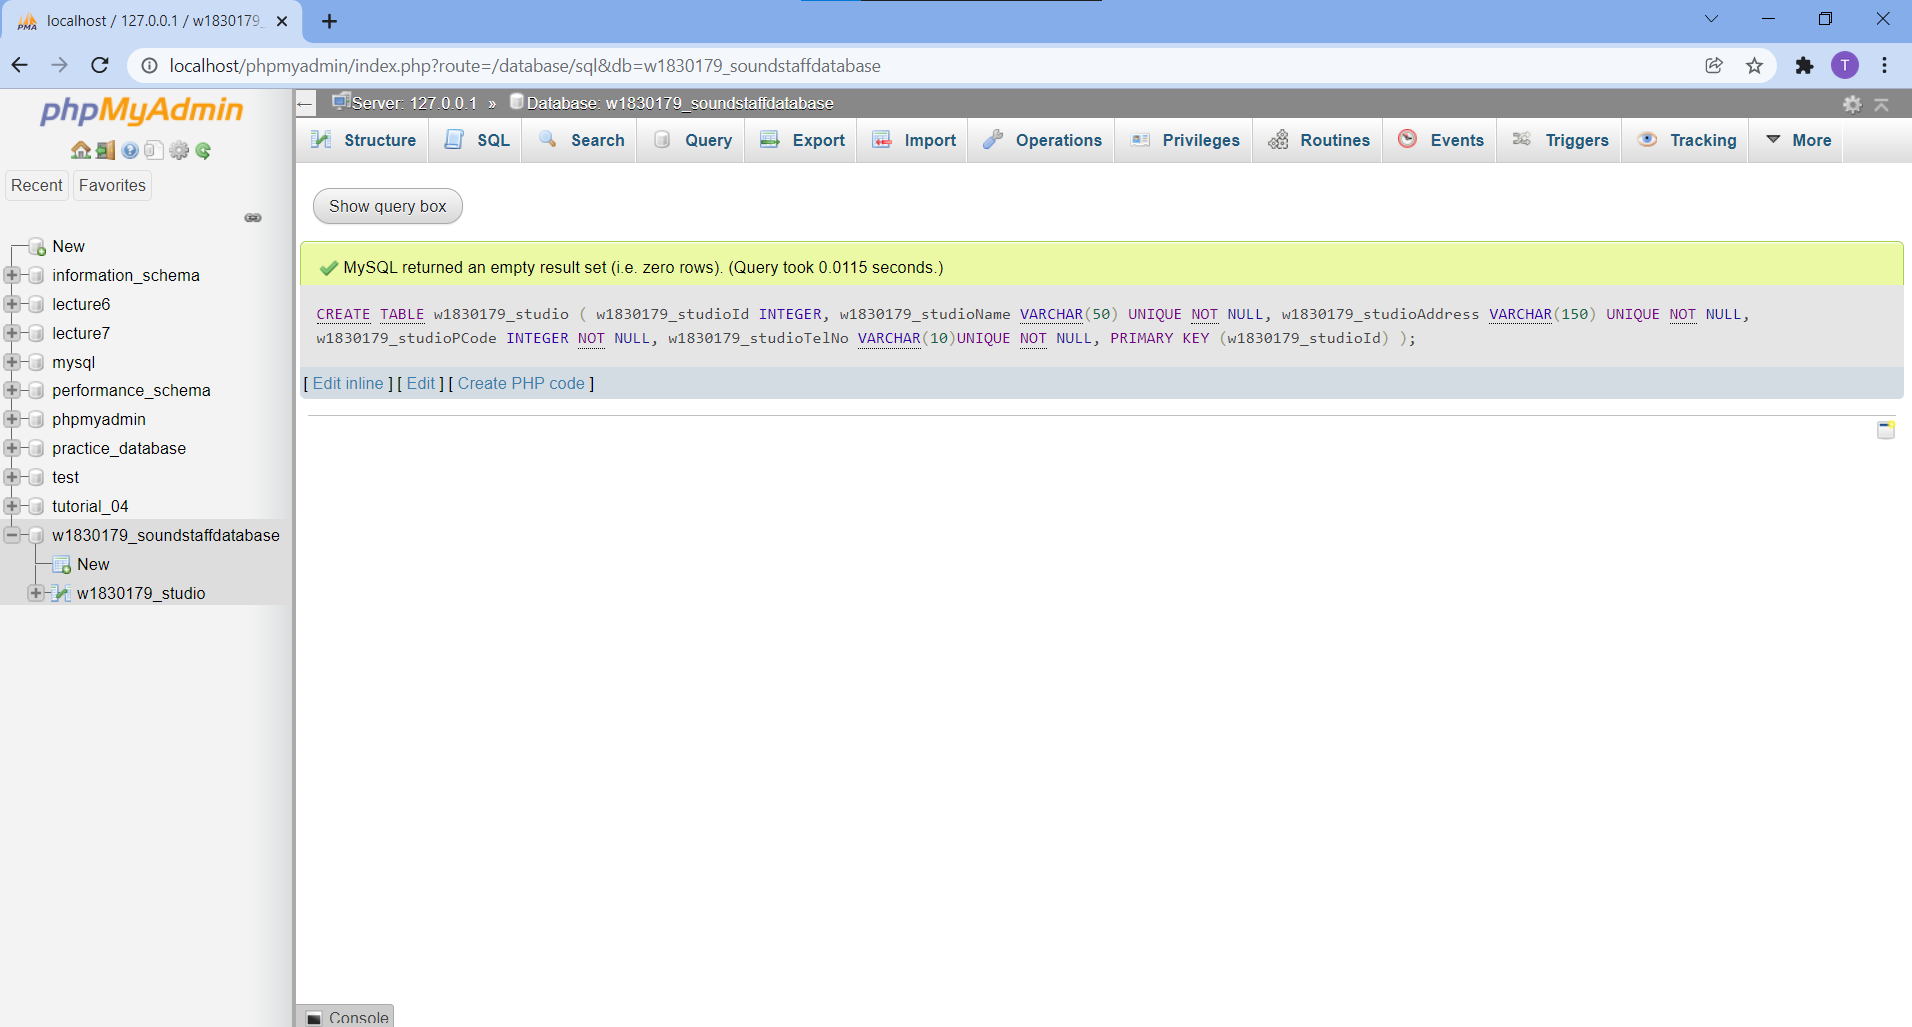 localhost / 127.0.0.1 / w1830179_
localhost/phpmyadmin/index.php?route=/database/sql&db=w1830179_soundstaffdatabase
T
PMA
phpMyAdmin
Recent Favorites
New
information_schema
lecture6
lecture7
mysql
performance_schema
phpmyadmin
practice_database
test
tutorial_04
w1830179_soundstaffdatabase
New
w1830179_studio
Server: 127.0.0.1 » Database: w1830179_soundstaffdatabase
Structure SQL Search Query Export Import Operations Privileges Routines Events Triggers Tracking More
Show query box
MySQL returned an empty result set (i.e. zero rows). (Query took 0.0115 seconds.)
CREATE TABLE w1830179_studio ( w1830179_studioId INTEGER, w1830179_studioName VARCHAR(50) UNIQUE NOT NULL, w1830179_studioAddress VARCHAR(150) UNIQUE NOT NULL,
w1830179_studioPCode INTEGER NOT NULL, w1830179_studioTelNo VARCHAR(10)UNIQUE NOT NULL, PRIMARY KEY (w1830179_studioId) );
[ Edit inline ] [ Edit ] [ Create PHP code ]
Console